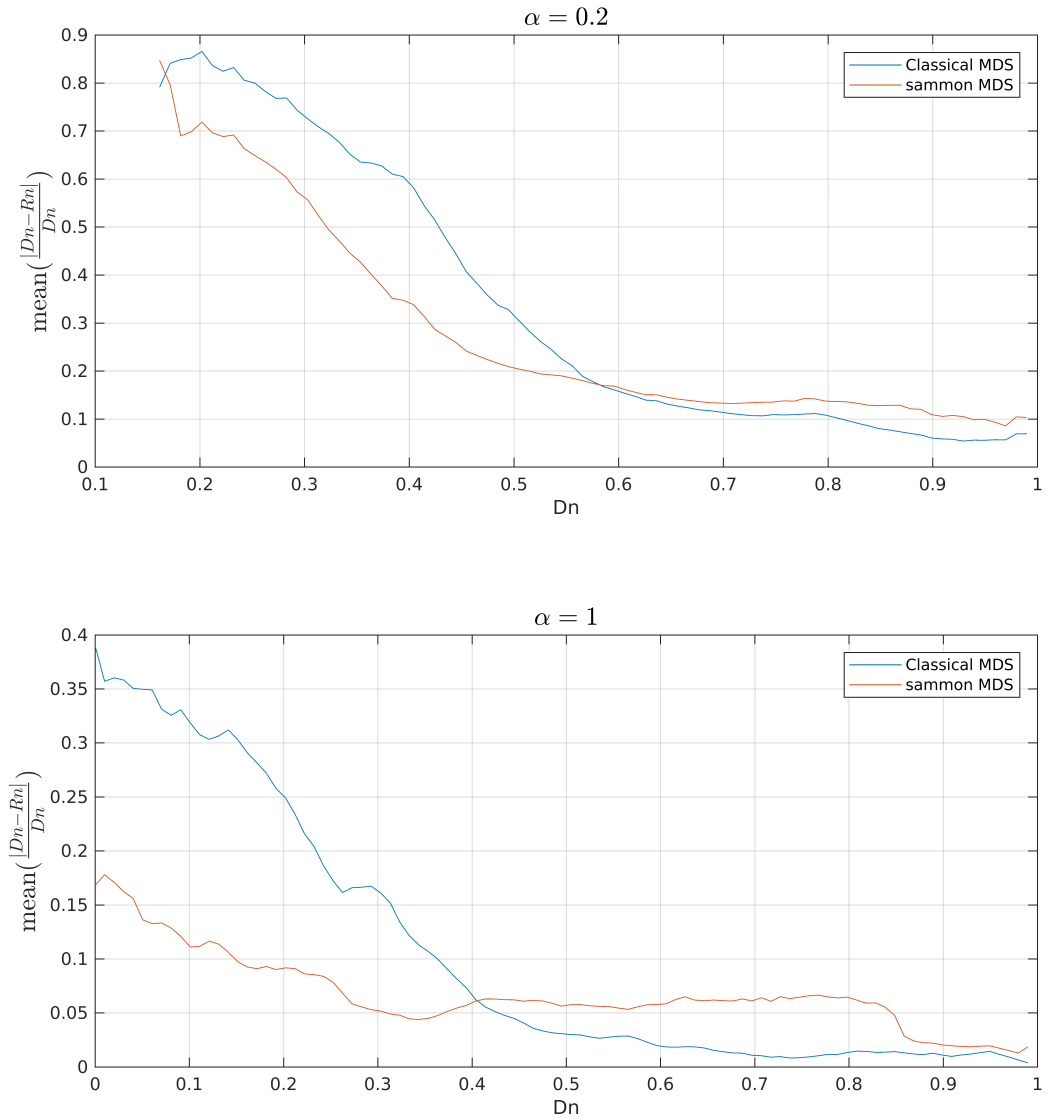 α = 0.2
0.9
0.8
0.7
0.6
0.5
0.4
0.3
0.2
0.1
0
mean(|Dn−Rn|/Dn)
Classical MDS
sammon MDS
0.1 0.2 0.3 0.4 0.5 0.6 0.7 0.8 0.9 1
Dn
α = 1
0.4
0.35
0.3
0.25
0.2
0.15
0.1
0.05
0
mean(|Dn−Rn|/Dn)
Classical MDS
sammon MDS
0 0.1 0.2 0.3 0.4 0.5 0.6 0.7 0.8 0.9 1
Dn